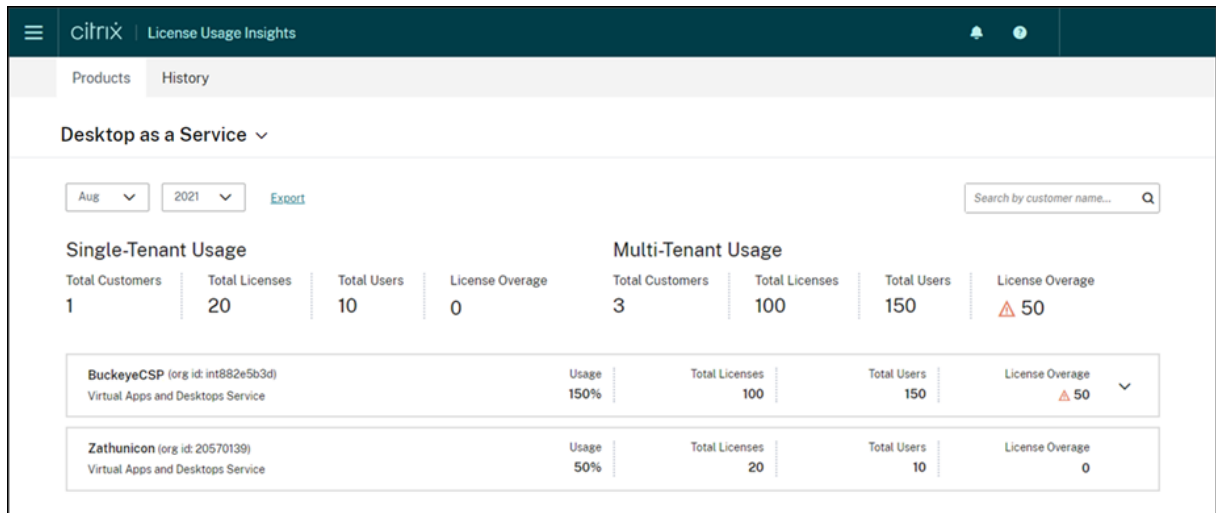 citrix | License Usage Insights
Products History
Desktop as a Service
Aug 2021 Export Search by customer name...
Single-Tenant Usage Multi-Tenant Usage
Total Customers Total Licenses Total Users License Overage Total Customers Total Licenses Total Users License Overage
1 20 10 0 3 100 150 50
BuckeyeCSP (org id: int882e5b3d) Usage Total Licenses Total Users License Overage
Virtual Apps and Desktops Service 150% 100 150 50
Zathunicon (org id: 20570139) Usage Total Licenses Total Users License Overage
Virtual Apps and Desktops Service 50% 20 10 0